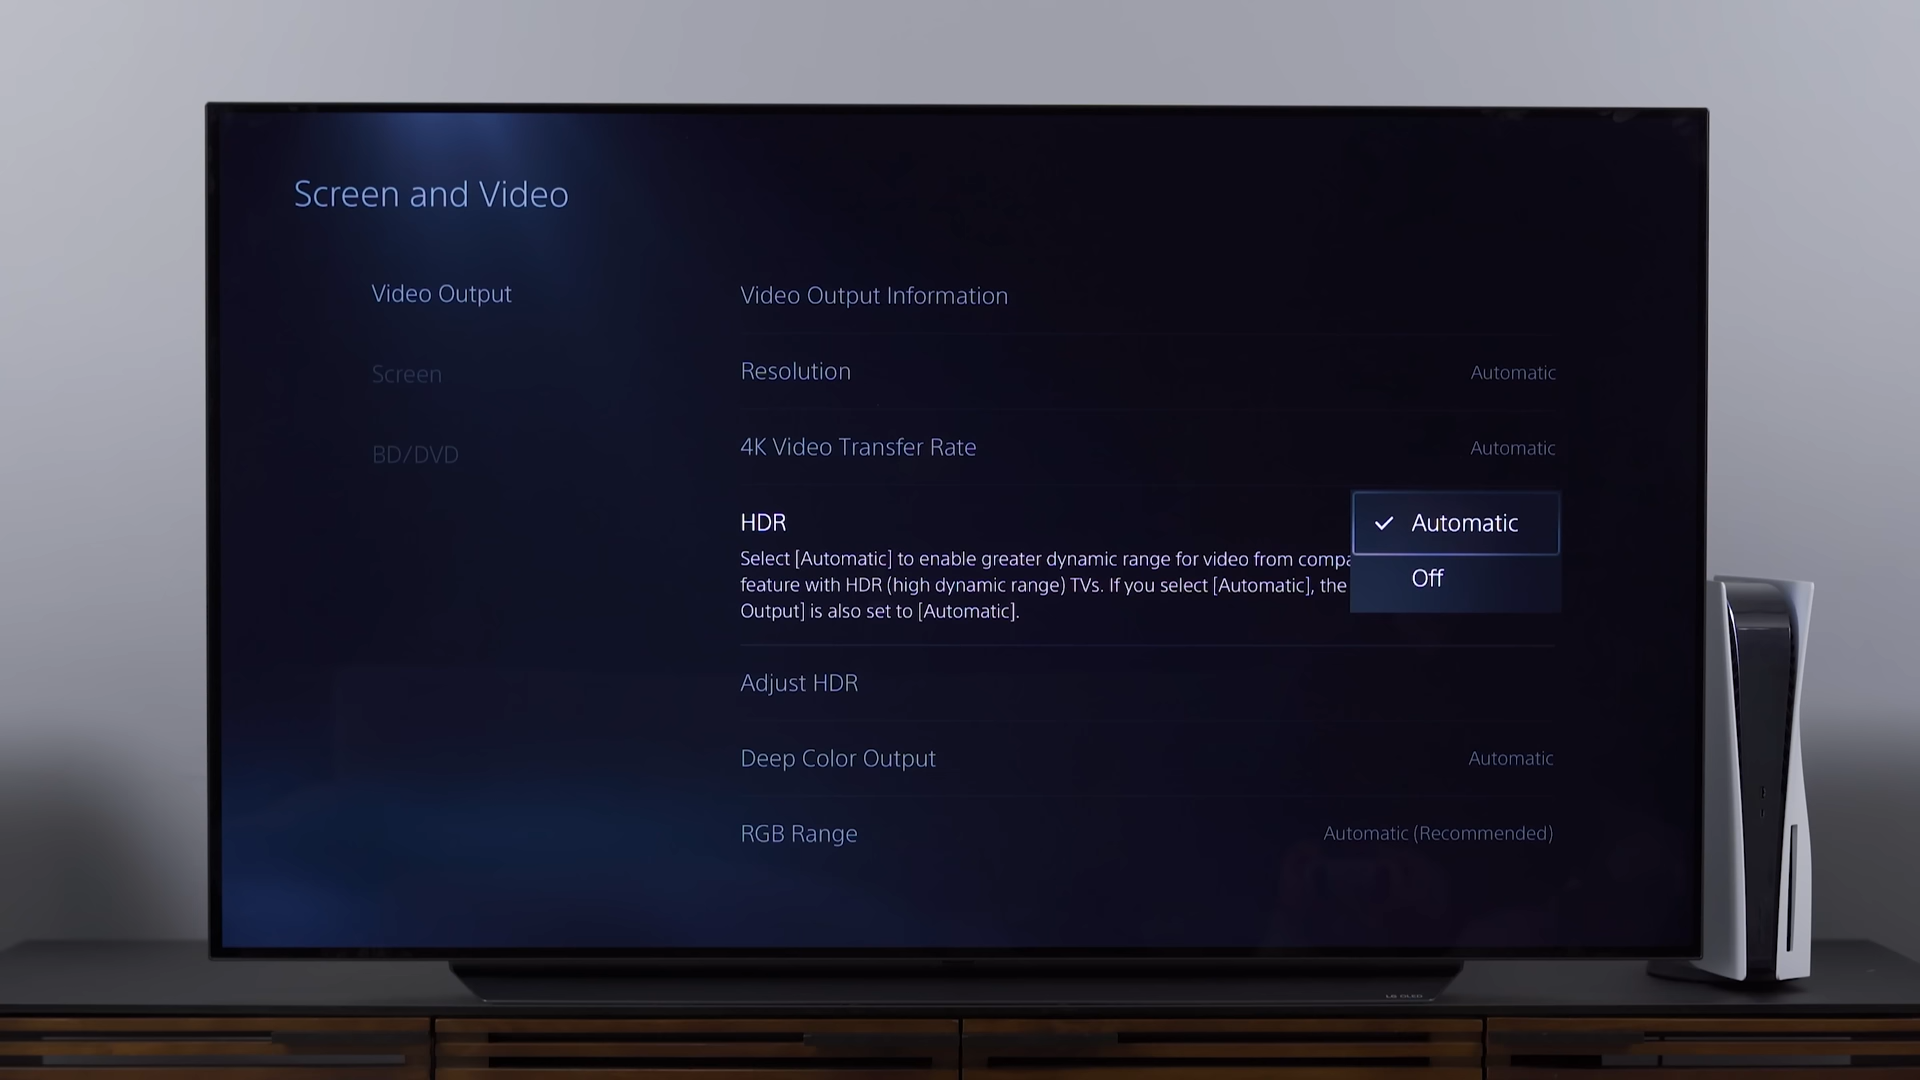 Screen and Video
Video Output
Screen
BD/DVD
Video Output Information
Resolution
Automatic
4K Video Transfer Rate
Automatic
HDR
Select [Automatic] to enable greater dynamic range for video from
feature with HDR (high dynamic range) TVs. If you select [Automatic], the
Output] is also set to [Automatic].
✓ Automatic
Off
Adjust HDR
Deep Color Output
Automatic
RGB Range
Automatic (Recommended)
LG OLED